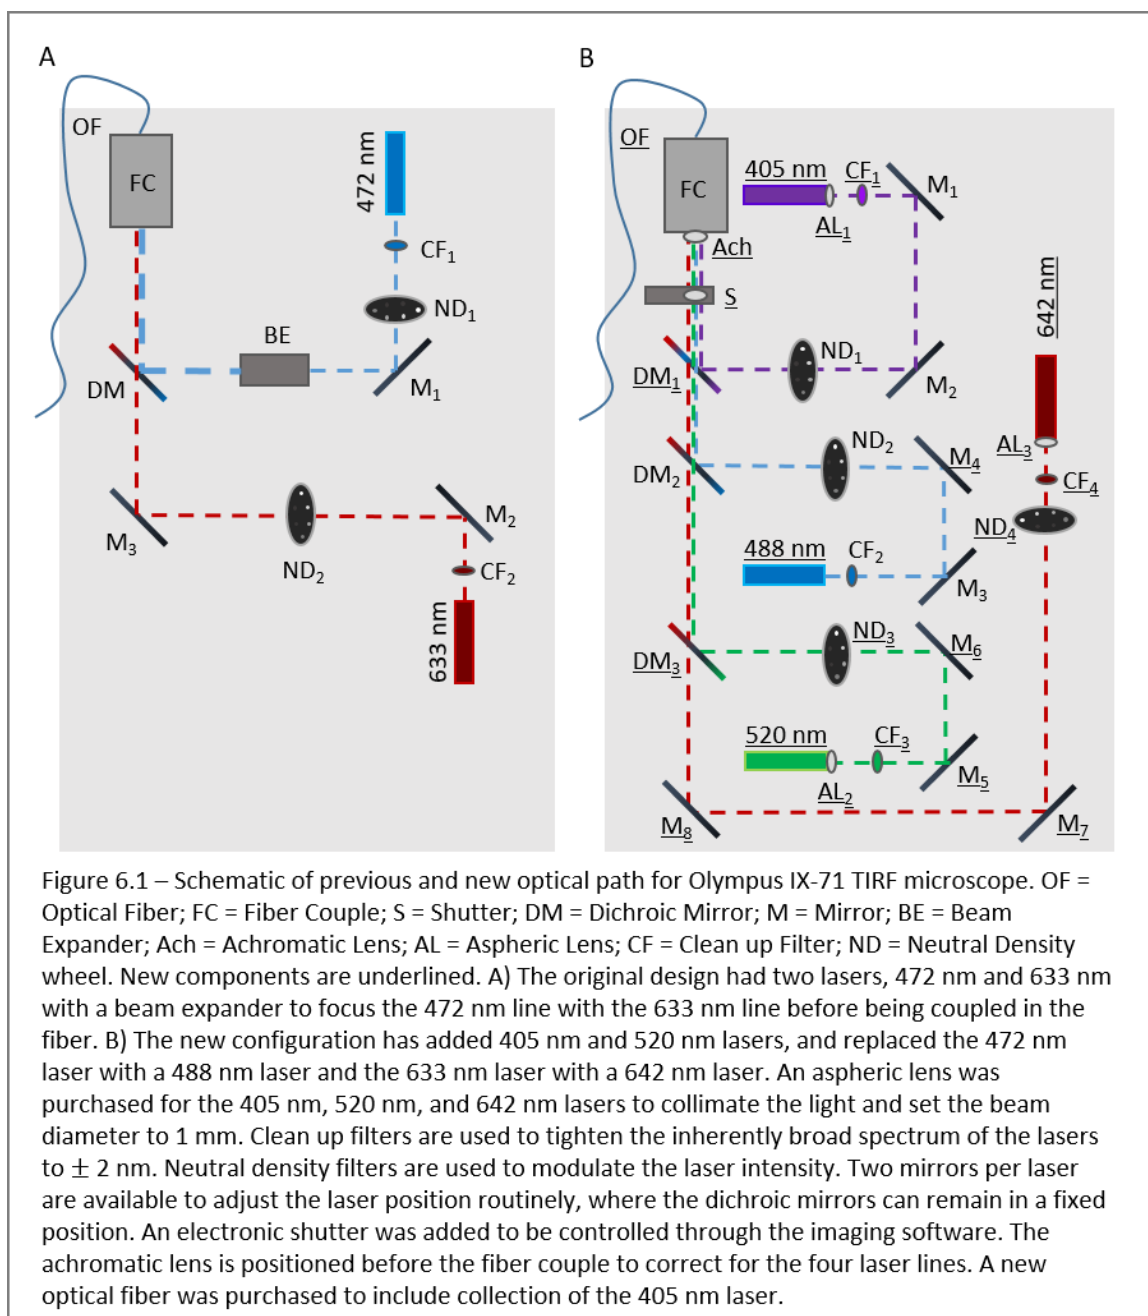 A
OF
FC
472 nm
CF1
ND1
BE
DM
M1
M3
ND2
M2
CF2
633 nm
B
OF
FC
405 nm
CF1
M1
AL1
Ach
S
642 nm
ND1
DM1
M2
AL3
ND2
M4
DM2
CF4
ND4
488 nm
CF2
M3
ND3
M6
DM3
520 nm
CF3
M5
AL2
M8
M7
Figure 6.1 – Schematic of previous and new optical path for Olympus IX-71 TIRF microscope. OF =
Optical Fiber; FC = Fiber Couple; S = Shutter; DM = Dichroic Mirror; M = Mirror; BE = Beam
Expander; Ach = Achromatic Lens; AL = Aspheric Lens; CF = Clean up Filter; ND = Neutral Density
wheel. New components are underlined. A) The original design had two lasers, 472 nm and 633 nm
with a beam expander to focus the 472 nm line with the 633 nm line before being coupled in the
fiber. B) The new configuration has added 405 nm and 520 nm lasers, and replaced the 472 nm
laser with a 488 nm laser and the 633 nm laser with a 642 nm laser. An aspheric lens was
purchased for the 405 nm, 520 nm, and 642 nm lasers to collimate the light and set the beam
diameter to 1 mm. Clean up filters are used to tighten the inherently broad spectrum of the lasers
to ± 2 nm. Neutral density filters are used to modulate the laser intensity. Two mirrors per laser
are available to adjust the laser position routinely, where the dichroic mirrors can remain in a fixed
position. An electronic shutter was added to be controlled through the imaging software. The
achromatic lens is positioned before the fiber couple to correct for the four laser lines. A new
optical fiber was purchased to include collection of the 405 nm laser.